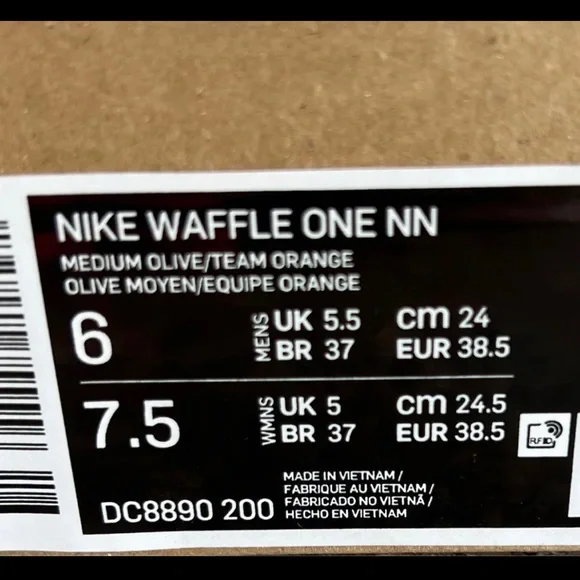 NIKE WAFFLE ONE NN
MEDIUM OLIVE/TEAM ORANGE
OLIVE MOYEN/EQUIPE ORANGE
6 MENS UK 5.5 cm 24
BR 37 EUR 38.5
7.5 WMNS UK 5 cm 24.5
BR 37 EUR 38.5
RFID
MADE IN VIETNAM /
FABRIQUE AU VIETNAM /
FABRICADO NO VIETNÃ /
DC8890 200 HECHO EN VIETNAM